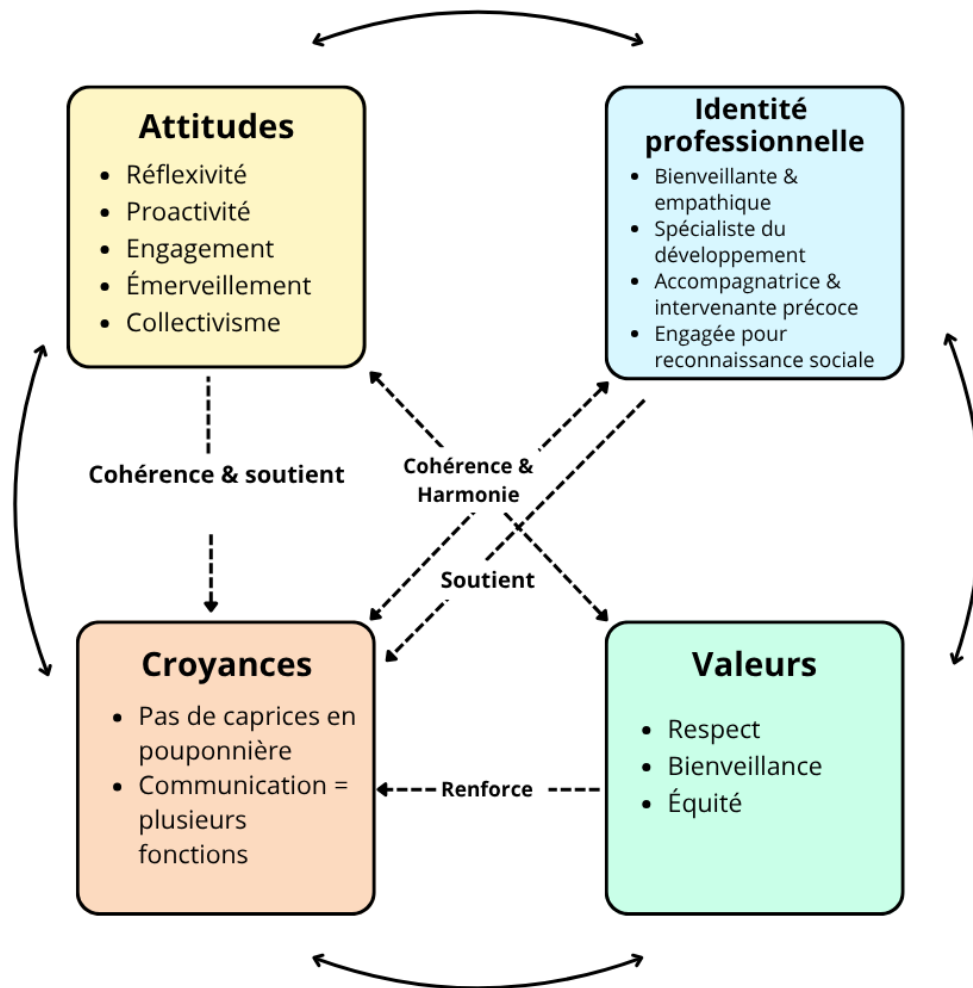 Attitudes
• Réflexivité
• Proactivité
• Engagement
• Émerveillement
• Collectivisme
Identité
professionnelle
• Bienveillante &
empathique
• Spécialiste du
développement
• Accompagnatrice &
intervenante précoce
• Engagée pour
reconnaissance sociale
Cohérence & soutient
Cohérence &
Harmonie
Soutient
Croyances
• Pas de caprices en
pouponnière
• Communication =
plusieurs
fonctions
Renforce
Valeurs
• Respect
• Bienveillance
• Équité